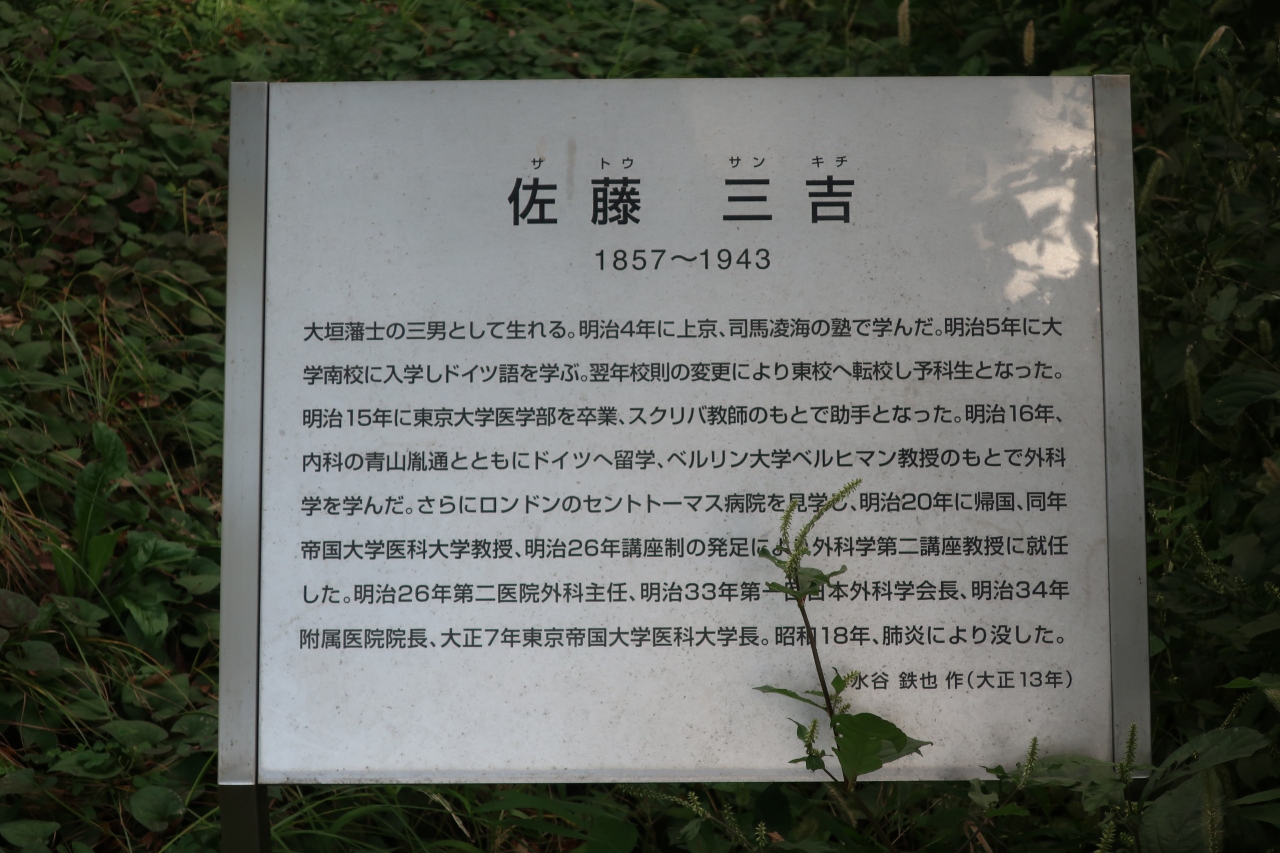 サ トウ サン キチ
佐藤 三吉
1857〜1943
大垣藩士の三男として生れる。明治4年に上京、司馬凌海の塾で学んだ。明治5年に大
学南校に入学しドイツ語を学ぶ。翌年校則の変更により東校へ転校し予科生となった。
明治15年に東京大学医学部を卒業、スクリバ教師のもとで助手となった。明治16年、
内科の青山胤通とともにドイツへ留学、ベルリン大学ベルヒマン教授のもとで外科
学を学んだ。さらにロンドンのセントトーマス病院を見学し、明治20年に帰国、同年
帝国大学医科大学教授、明治26年講座制の発足に 外科学第二講座教授に就任
した。明治26年第二医院外科主任、明治33年第 回日本外科学会長、明治34年
附属医院院長、大正7年東京帝国大学医科大学長。昭和18年、肺炎により没した。
水谷 鉄也 作(大正13年)